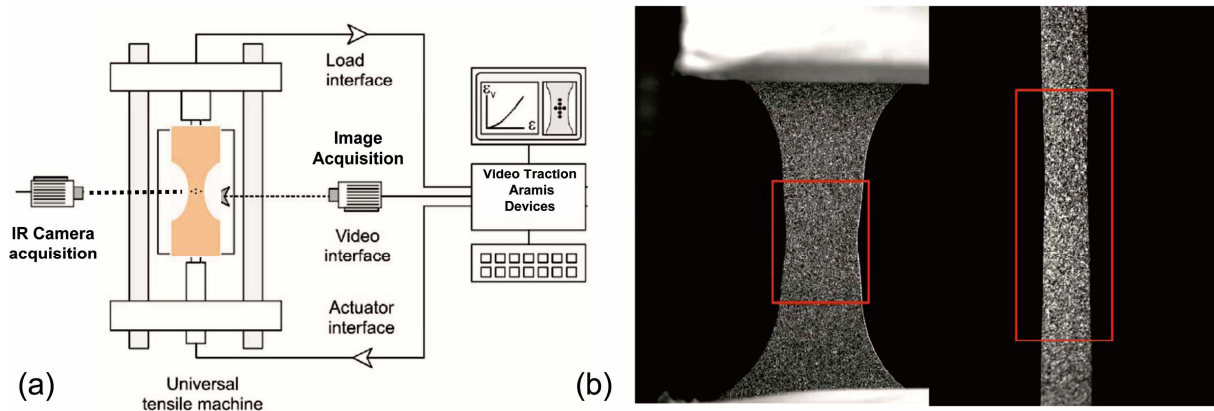 Load
interface
εv
ε
Image
Acquisition
Video Traction
Aramis
Devices
IR Camera
acquisition
Video
interface
Actuator
interface
(a)
Universal
tensile machine
(b)